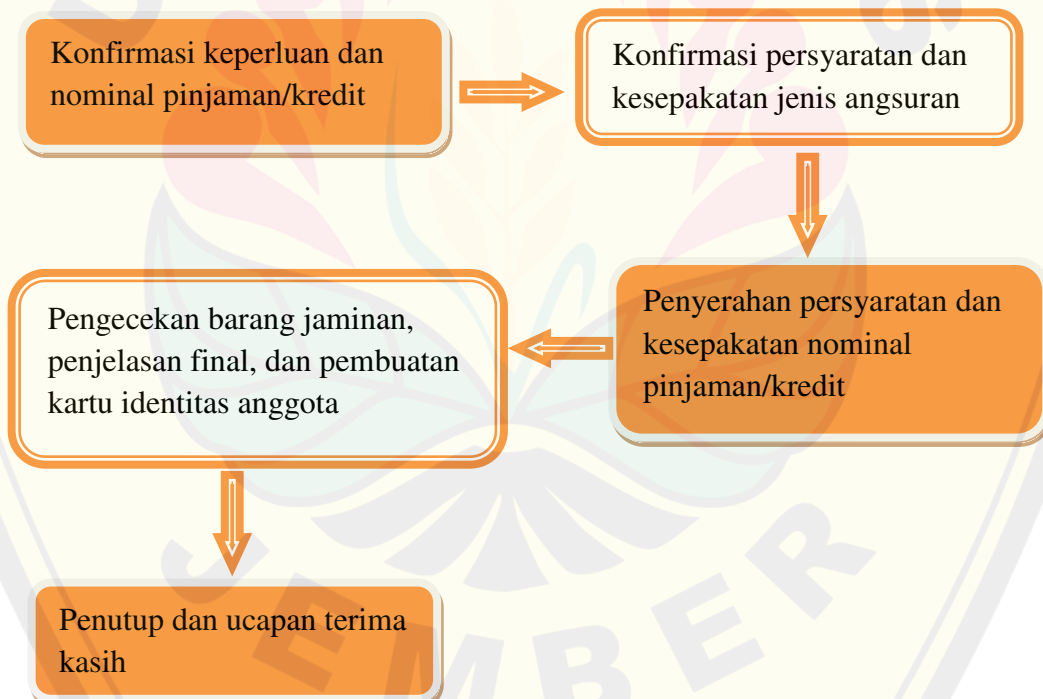 Konfirmasi keperluan dan
nominal pinjaman/kredit
Konfirmasi persyaratan dan
kesepakatan jenis angsuran
Penyerahan persyaratan dan
kesepakatan nominal
pinjaman/kredit
Pengecekan barang jaminan,
penjelasan final, dan pembuatan
kartu identitas anggota
Penutup dan ucapan terima
kasih
JEMBER